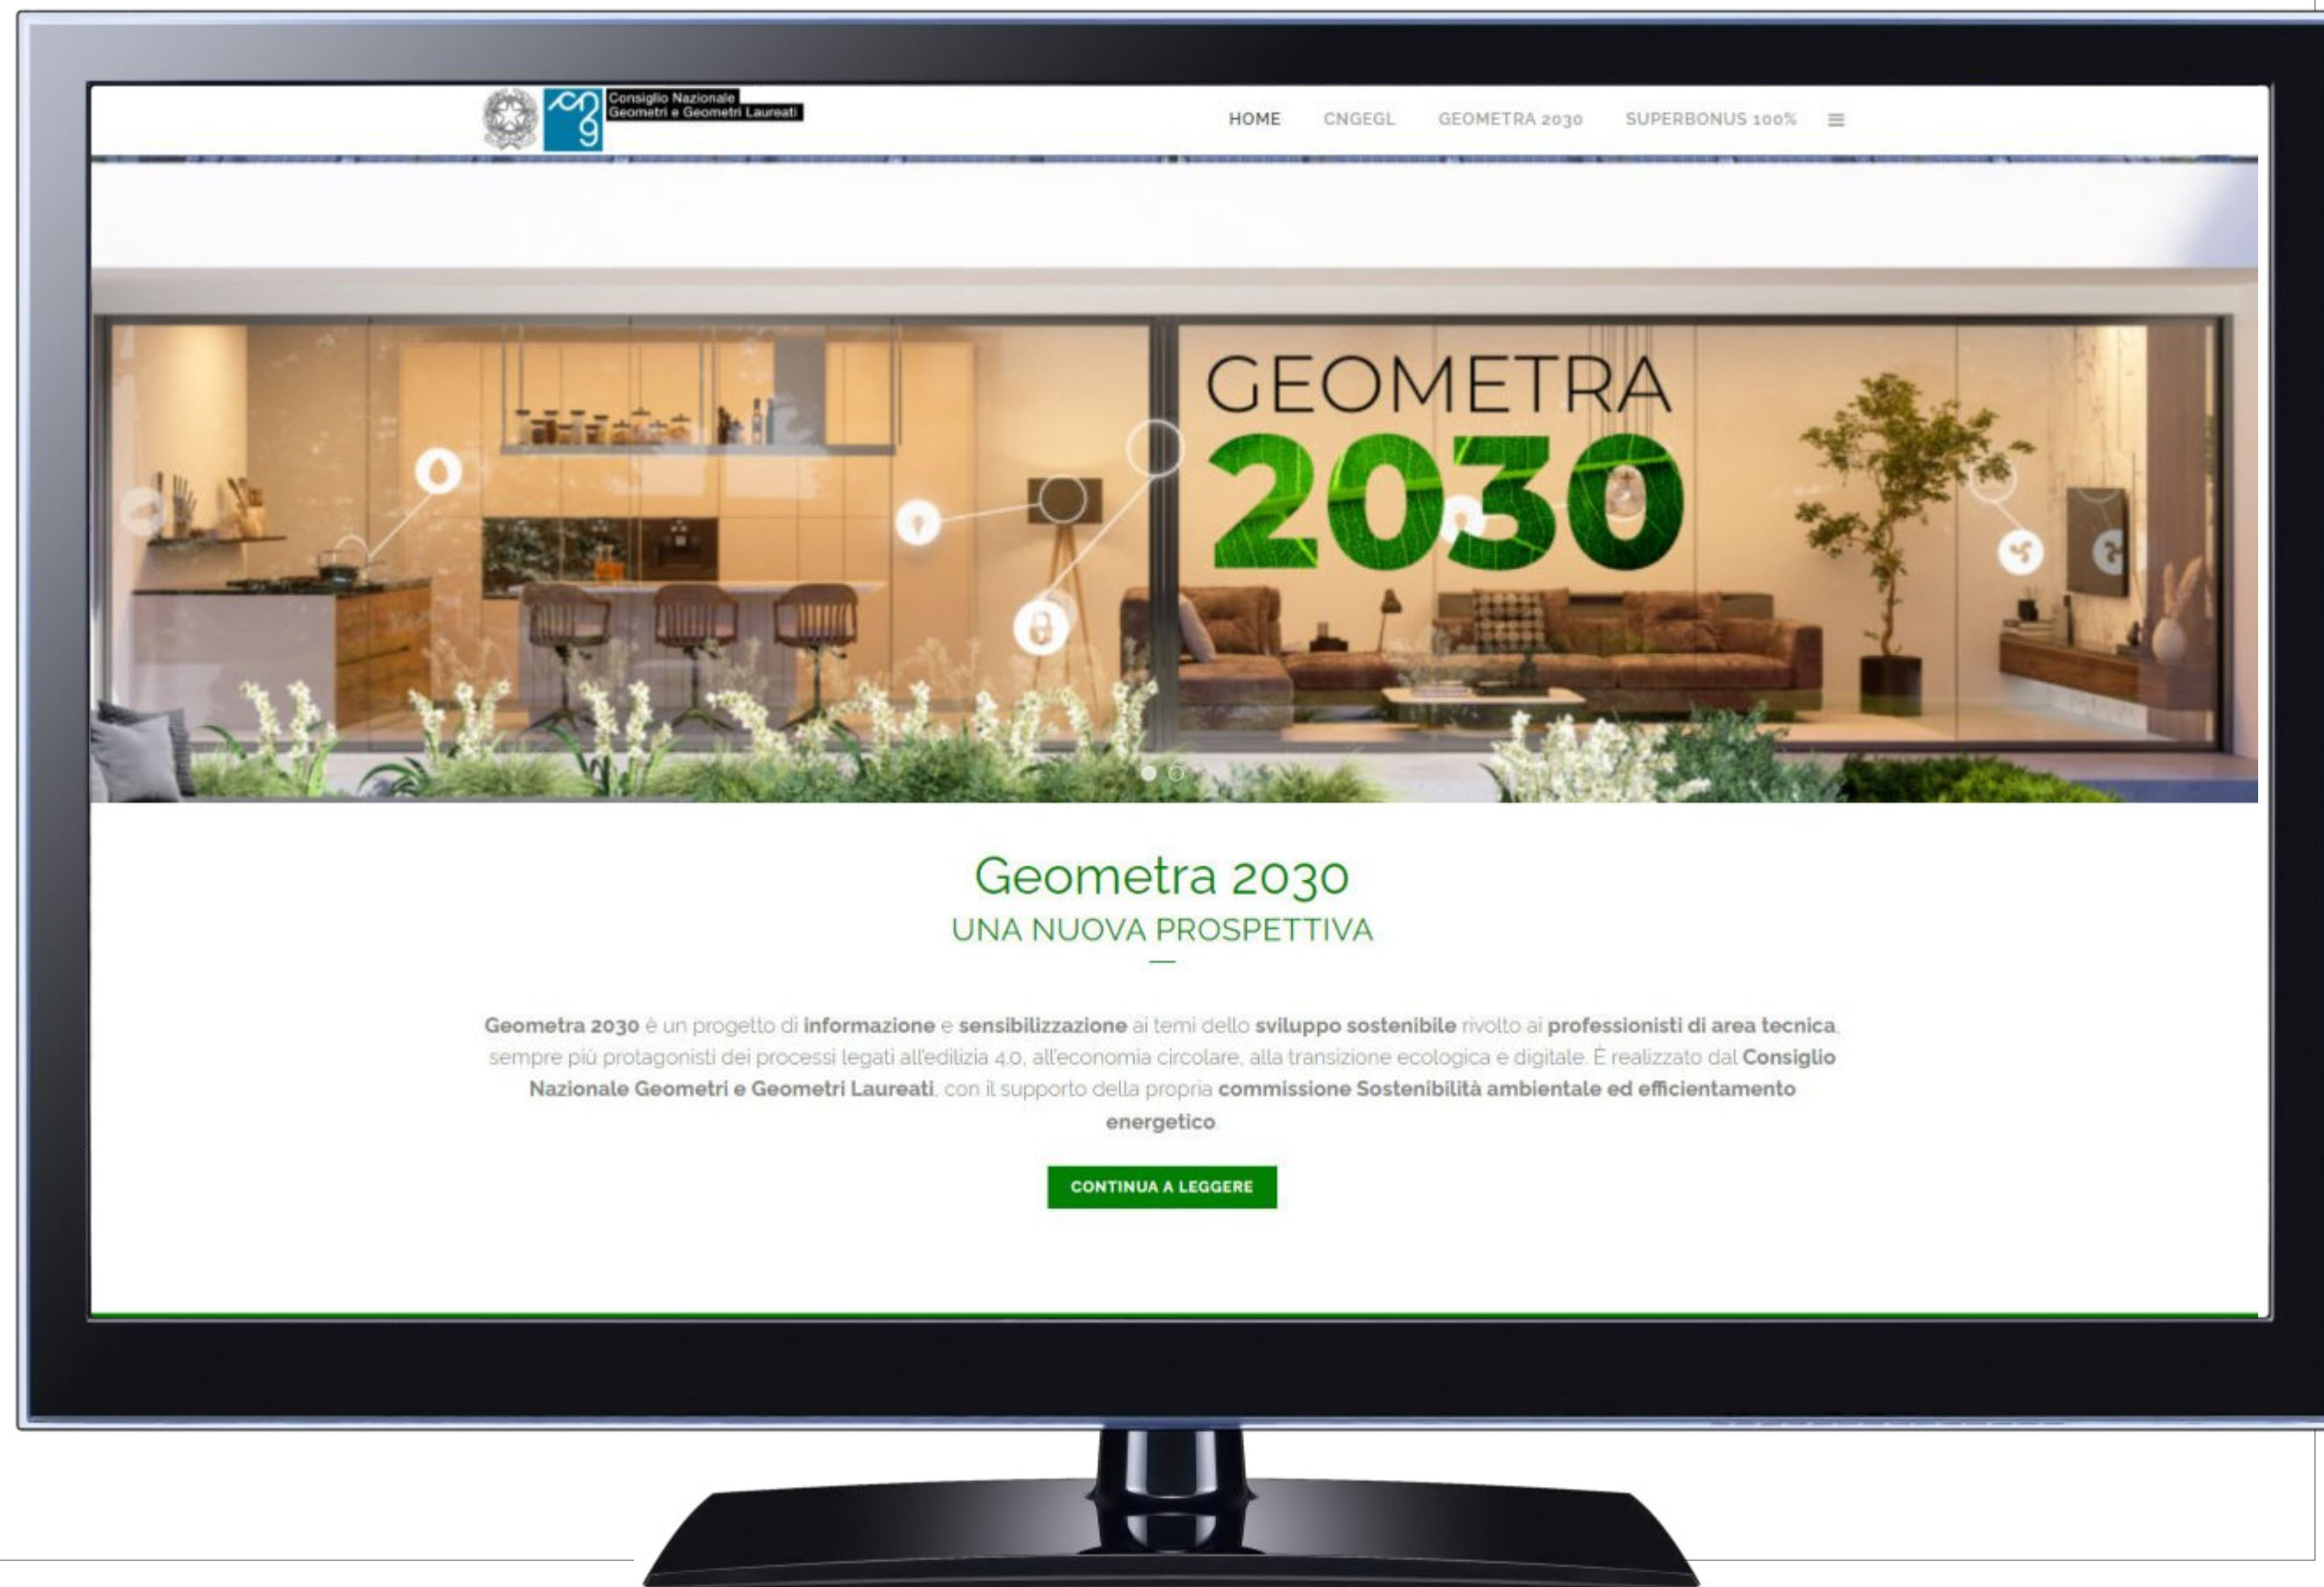 Consiglio Nazionale
Geometri e Geometri Laureati
HOME CNGEGL GEOMETRA 2030 SUPERBONUS 100%
GEOMETRA
2030
Geometra 2030
UNA NUOVA PROSPETTIVA
Geometra 2030 è un progetto di informazione e sensibilizzazione ai temi dello sviluppo sostenibile rivolto ai professionisti di area tecnica,
sempre più protagonisti dei processi legati all'edilizia 4.0, all'economia circolare, alla transizione ecologica e digitale. È realizzato dal Consiglio
Nazionale Geometri e Geometri Laureati, con il supporto della propria commissione Sostenibilità ambientale ed efficientamento
energetico.
CONTINUA A LEGGERE